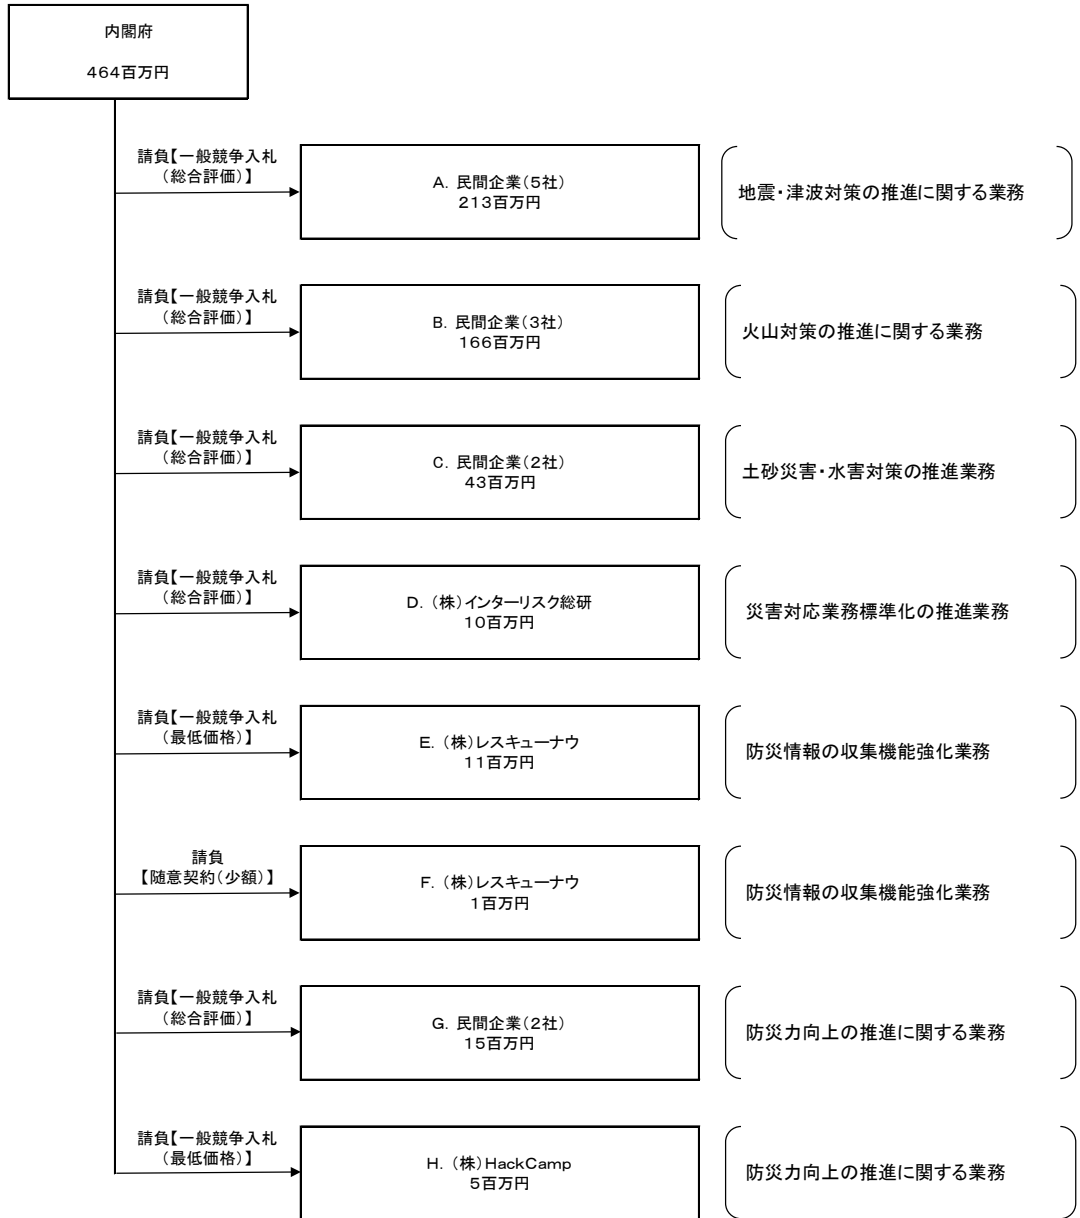 内閣府
464百万円
請負【一般競争入札
（総合評価）】
A．民間企業（5社）
213百万円
地震・津波対策の推進に関する業務
請負【一般競争入札
（総合評価）】
B．民間企業（3社）
166百万円
火山対策の推進に関する業務
請負【一般競争入札
（総合評価）】
C．民間企業（2社）
43百万円
土砂災害・水害対策の推進業務
請負【一般競争入札
（総合評価）】
D．（株）インターリスク総研
10百万円
災害対応業務標準化の推進業務
請負【一般競争入札
（最低価格）】
E．（株）レスキューナウ
11百万円
防災情報の収集機能強化業務
請負
【随意契約（少額）】
F．（株）レスキューナウ
1百万円
防災情報の収集機能強化業務
請負【一般競争入札
（総合評価）】
G．民間企業（2社）
15百万円
防災力向上の推進に関する業務
請負【一般競争入札
（最低価格）】
H．（株）HackCamp
5百万円
防災力向上の推進に関する業務